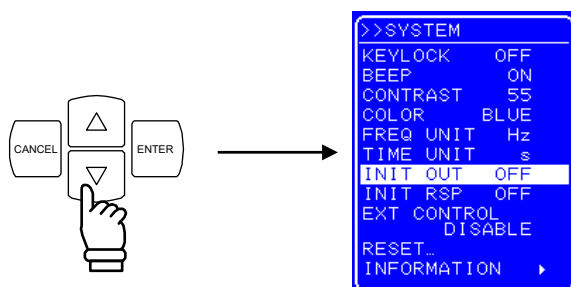 CANCEL
ENTER
>>SYSTEM
KEYLOCK OFF
BEEP ON
CONTRAST 55
COLOR BLUE
FREQ UNIT Hz
TIME UNIT s
INIT OUT OFF
INIT RSP OFF
EXT CONTROL
DISABLE
RESET…
INFORMATION